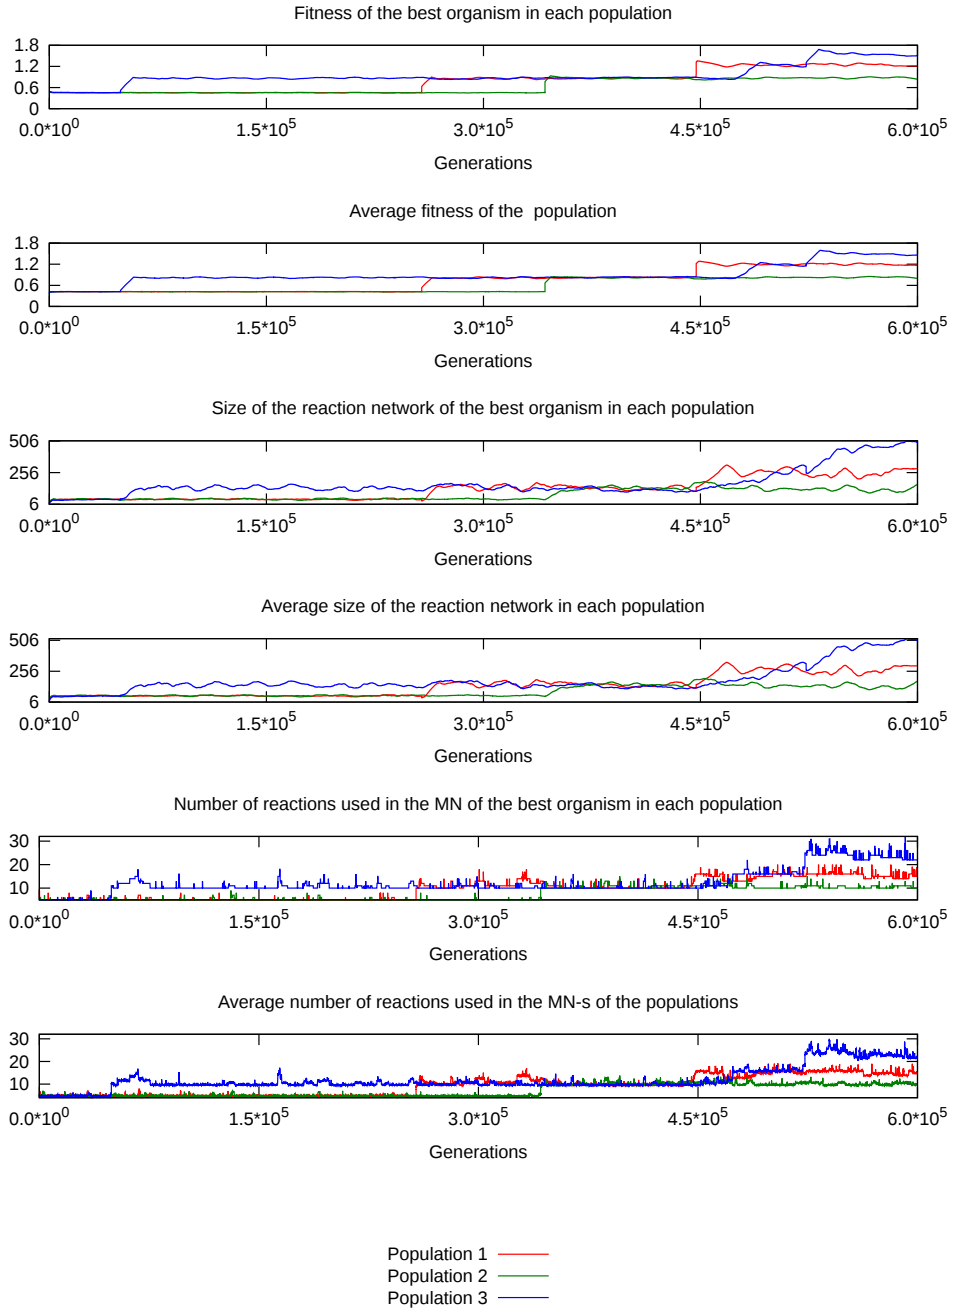 Fitness of the best organism in each population
1.8
1.2
0.6
0
0.0*10^0 1.5*10^5 3.0*10^5 4.5*10^5 6.0*10^5
Generations
Average fitness of the population
1.8
1.2
0.6
0
0.0*10^0 1.5*10^5 3.0*10^5 4.5*10^5 6.0*10^5
Generations
Size of the reaction network of the best organism in each population
506
256
6
0.0*10^0 1.5*10^5 3.0*10^5 4.5*10^5 6.0*10^5
Generations
Average size of the reaction network in each population
506
256
6
0.0*10^0 1.5*10^5 3.0*10^5 4.5*10^5 6.0*10^5
Generations
Number of reactions used in the MN of the best organism in each population
30
20
10
0.0*10^0 1.5*10^5 3.0*10^5 4.5*10^5 6.0*10^5
Generations
Average number of reactions used in the MN-s of the populations
30
20
10
0.0*10^0 1.5*10^5 3.0*10^5 4.5*10^5 6.0*10^5
Generations
Population 1
Population 2
Population 3